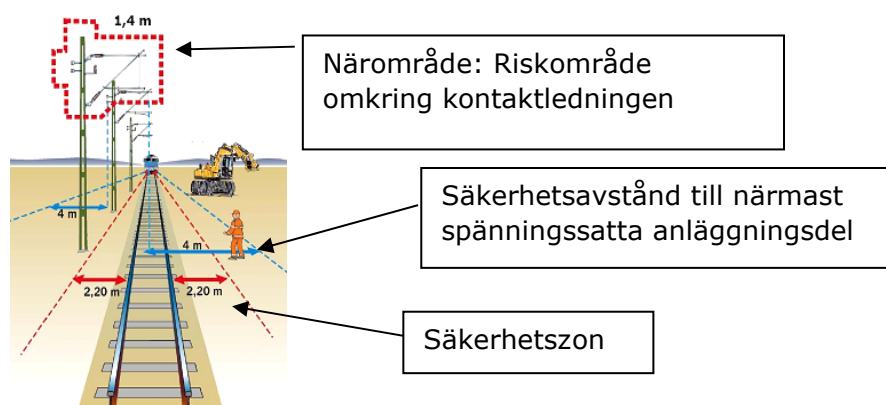 1,4 m
Närområde: Riskområde
omkring kontaktledningen
Säkerhetsavstånd till närmast
spänningssatta anläggningsdel
4 m
4 m
2,20 m
2,20 m
Säkerhetszon